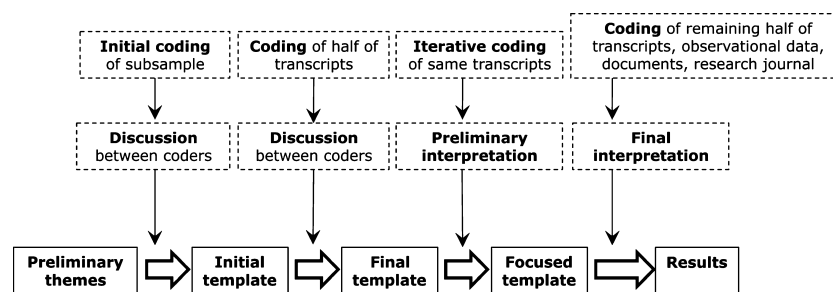 Initial coding
of subsample
Coding of half of
transcripts
Iterative coding
of same transcripts
Coding of remaining half of
transcripts, observational data,
documents, research journal
Discussion
between coders
Discussion
between coders
Preliminary
interpretation
Final
interpretation
Preliminary
themes
Initial
template
Final
template
Focused
template
Results